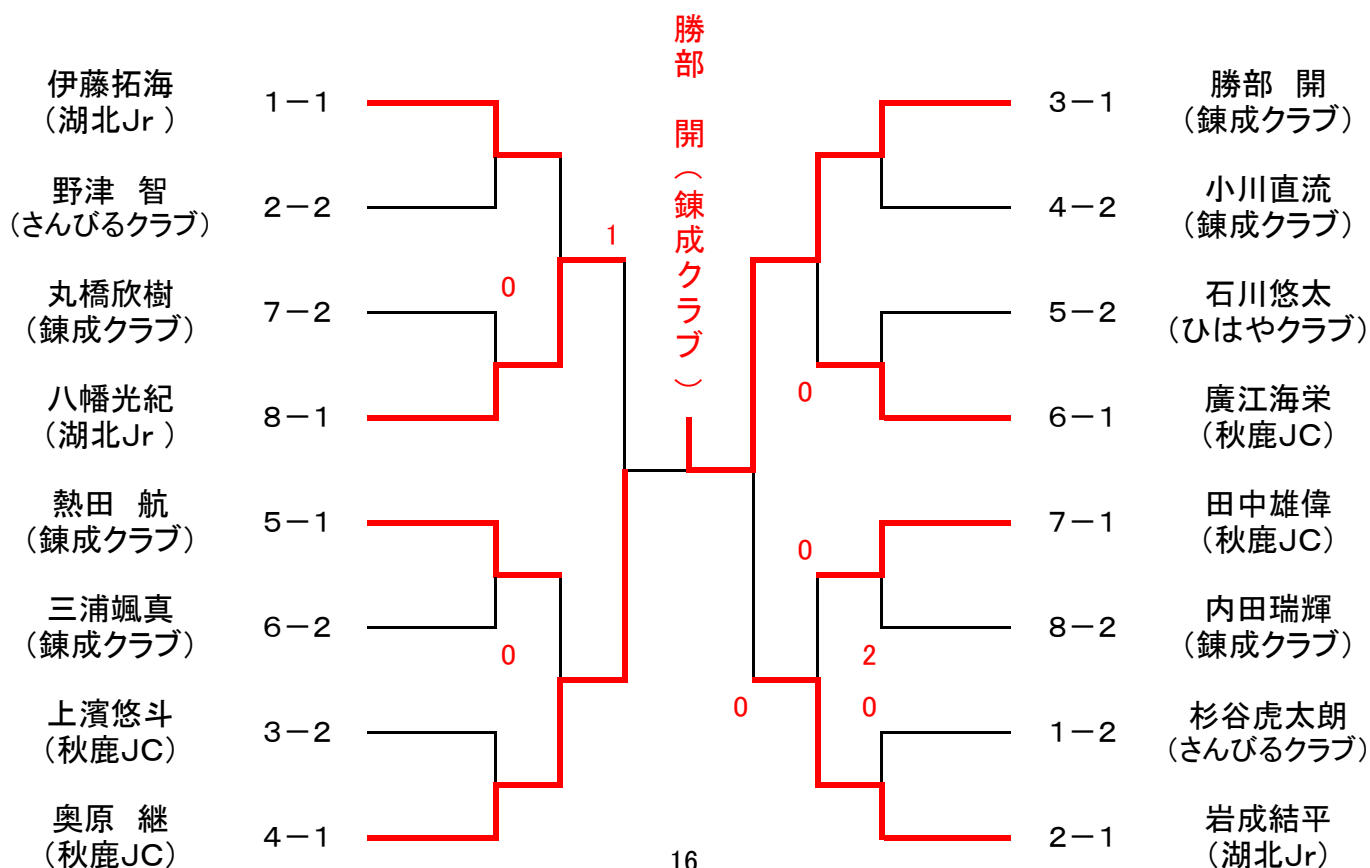 勝部　開（錬成クラブ）
伊藤拓海
（湖北Jr ）
1－1
野津　智
（さんびるクラブ）
2－2
丸橋欣樹
（錬成クラブ）
7－2
八幡光紀
（湖北Jr ）
8－1
熱田　航
（錬成クラブ）
5－1
三浦颯真
（錬成クラブ）
6－2
上濱悠斗
（秋鹿JC）
3－2
奥原　継
（秋鹿JC）
4－1
1
0
0
3－1
勝部　開
（錬成クラブ）
4－2
小川直流
（錬成クラブ）
5－2
石川悠太
（ひはやクラブ）
6－1
廣江海栄
（秋鹿JC）
7－1
田中雄偉
（秋鹿JC）
8－2
内田瑞輝
（錬成クラブ）
1－2
杉谷虎太朗
（さんびるクラブ）
2－1
岩成結平
（湖北Jr）
0
0
2
0
0
16